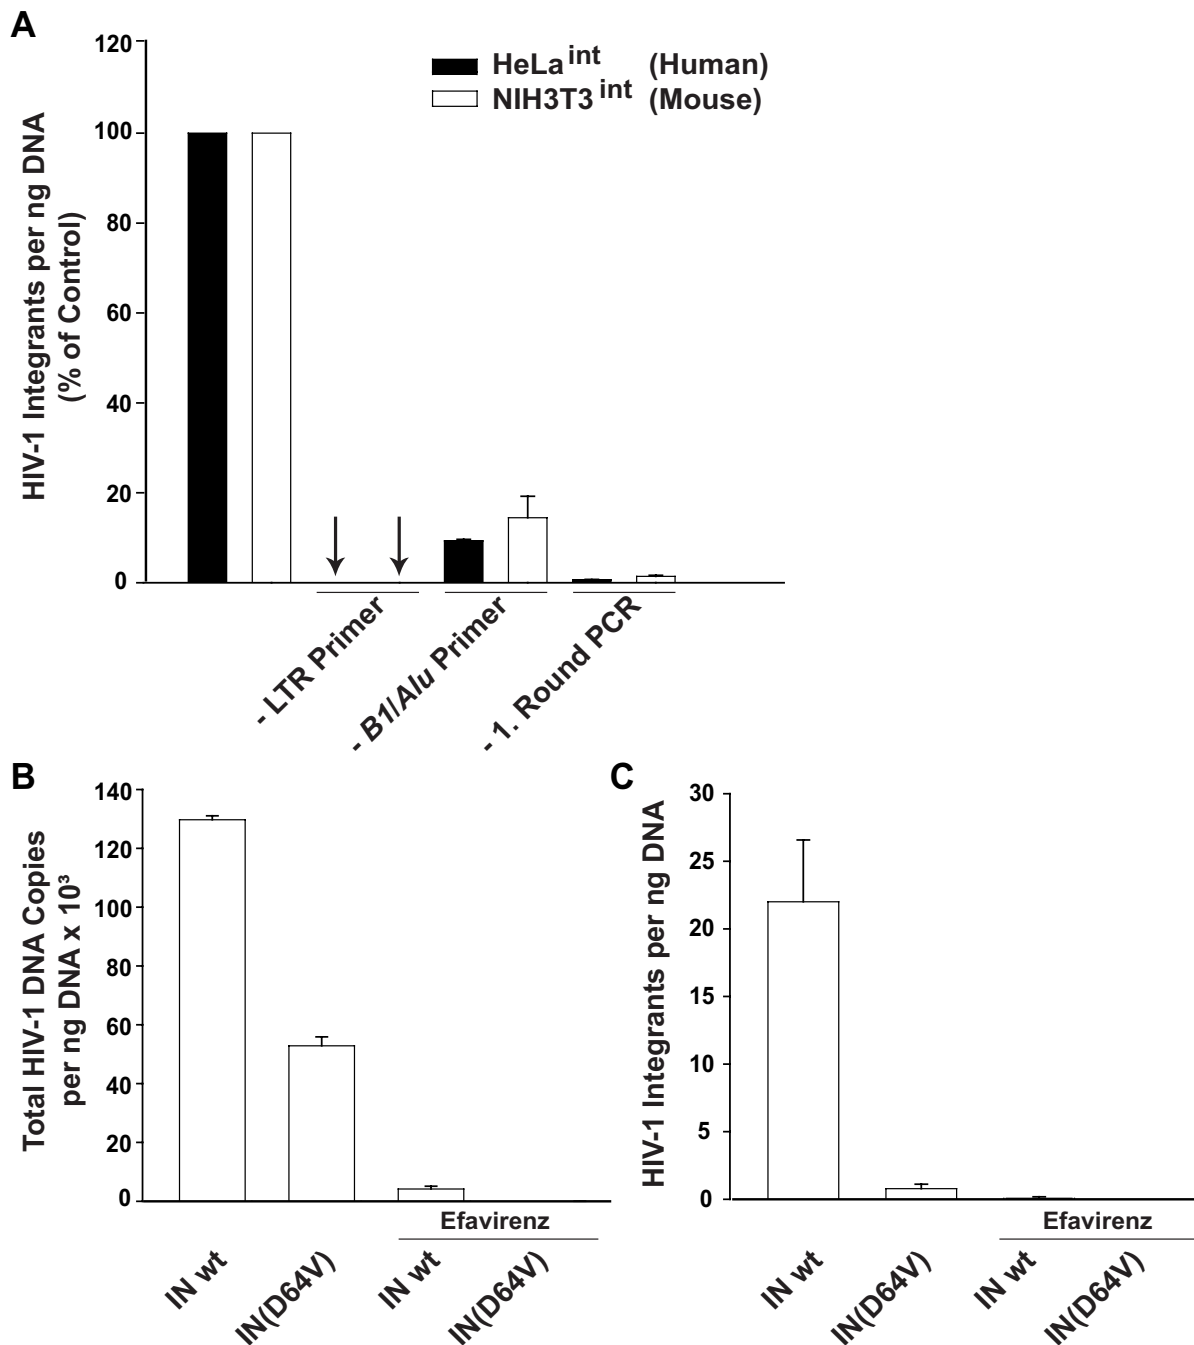 A
HIV-1 Integrants per ng DNA
(% of Control)
120
100
80
60
40
20
0
HeLa int (Human)
NIH3T3 int (Mouse)
- LTR Primer
- B1/Alu Primer
- 1. Round PCR
B
Total HIV-1 DNA Copies
per ng DNA x 10³
140
120
100
80
60
40
20
0
Efavirenz
IN wt
IN(D64V)
IN wt
IN(D64V)
C
HIV-1 Integrants per ng DNA
30
25
20
15
10
5
0
Efavirenz
IN wt
IN(D64V)
IN wt
IN(D64V)